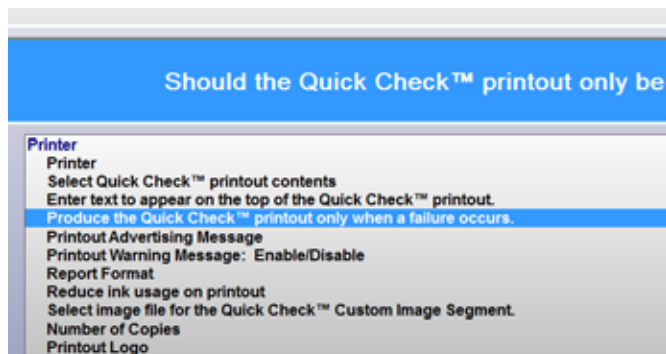 Should the Quick Check™ printout only be
Printer
Printer
Select Quick Check™ printout contents
Enter text to appear on the top of the Quick Check™ printout.
Produce the Quick Check™ printout only when a failure occurs.
Printout Advertising Message
Printout Warning Message: Enable/Disable
Report Format
Reduce ink usage on printout
Select image file for the Quick Check™ Custom Image Segment.
Number of Copies
Printout Logo